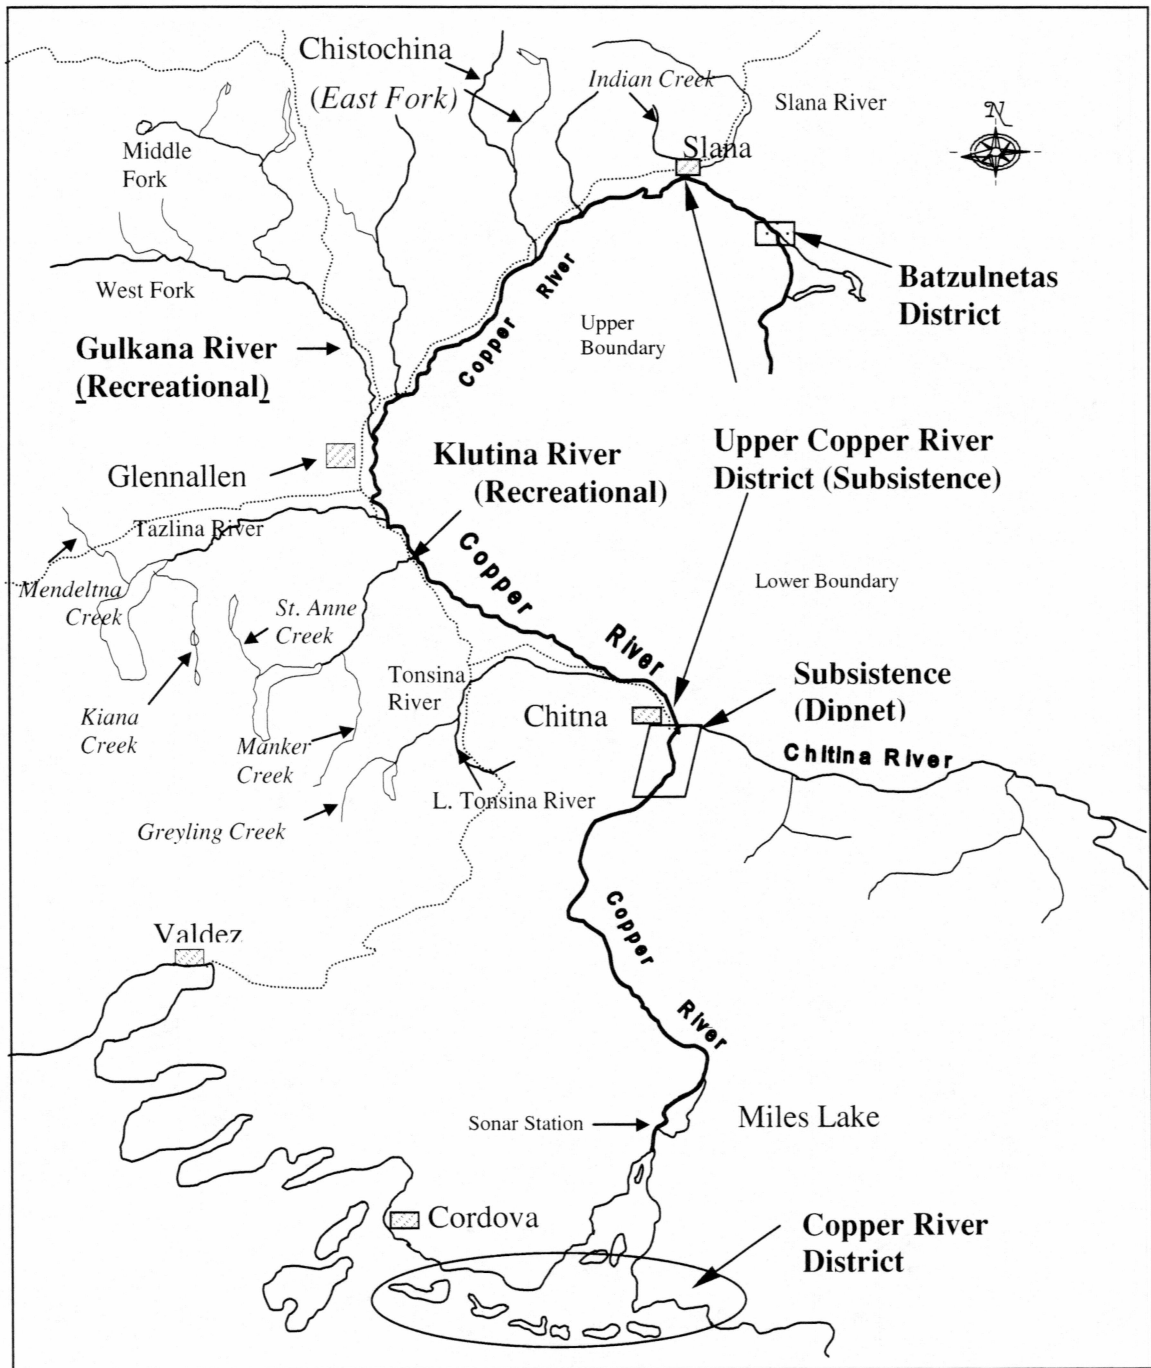 Chistochina
(East Fork)
Indian Creek
Slana River
N
Slana
Middle
Fork
West Fork
Batzulnetas
District
Copper River
Upper
Boundary
Gulkana River
(Recreational)
Glennallen
Klutina River
(Recreational)
Upper Copper River
District (Subsistence)
Tazlina River
Copper River
Lower Boundary
Mendeltna
Creek
St. Anne
Creek
Tonsina
River
Subsistence
(Dipnet)
Kiana
Creek
Chitna
Manker
Creek
Chitina River
L. Tonsina River
Greyling Creek
Copper River
Valdez
Sonar Station
Miles Lake
Cordova
Copper River
District